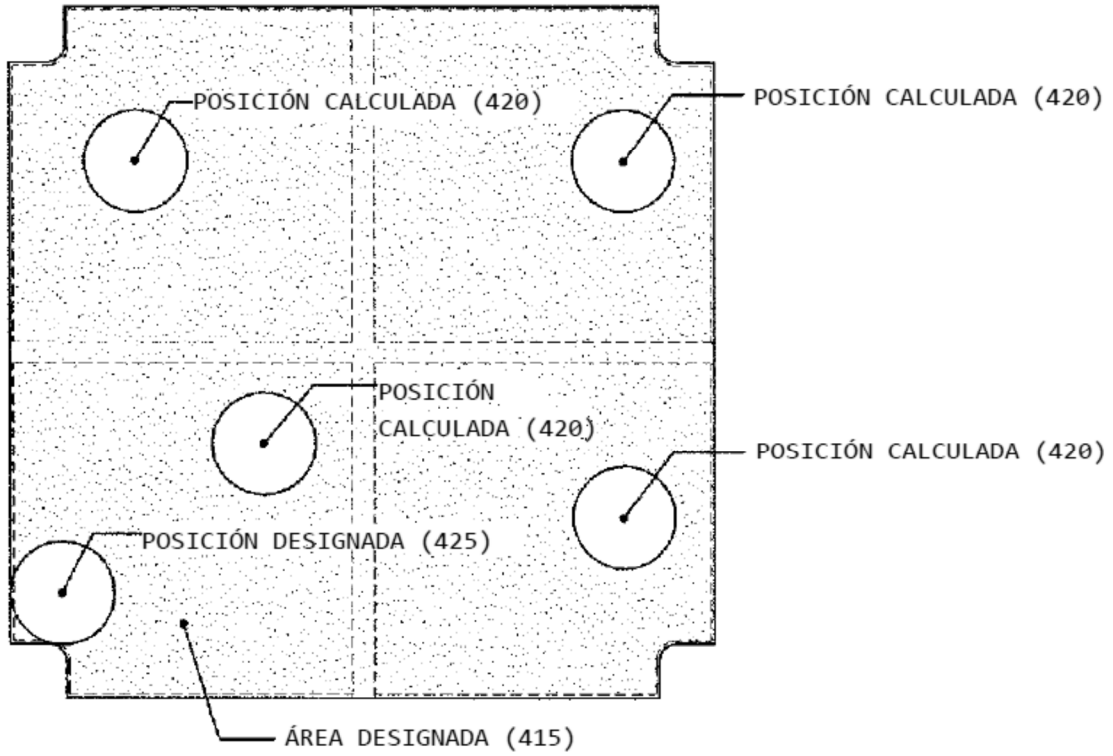 POSICIÓN CALCULADA (420)
POSICIÓN CALCULADA (420)
POSICIÓN
CALCULADA (420)
POSICIÓN CALCULADA (420)
POSICIÓN DESIGNADA (425)
ÁREA DESIGNADA (415)